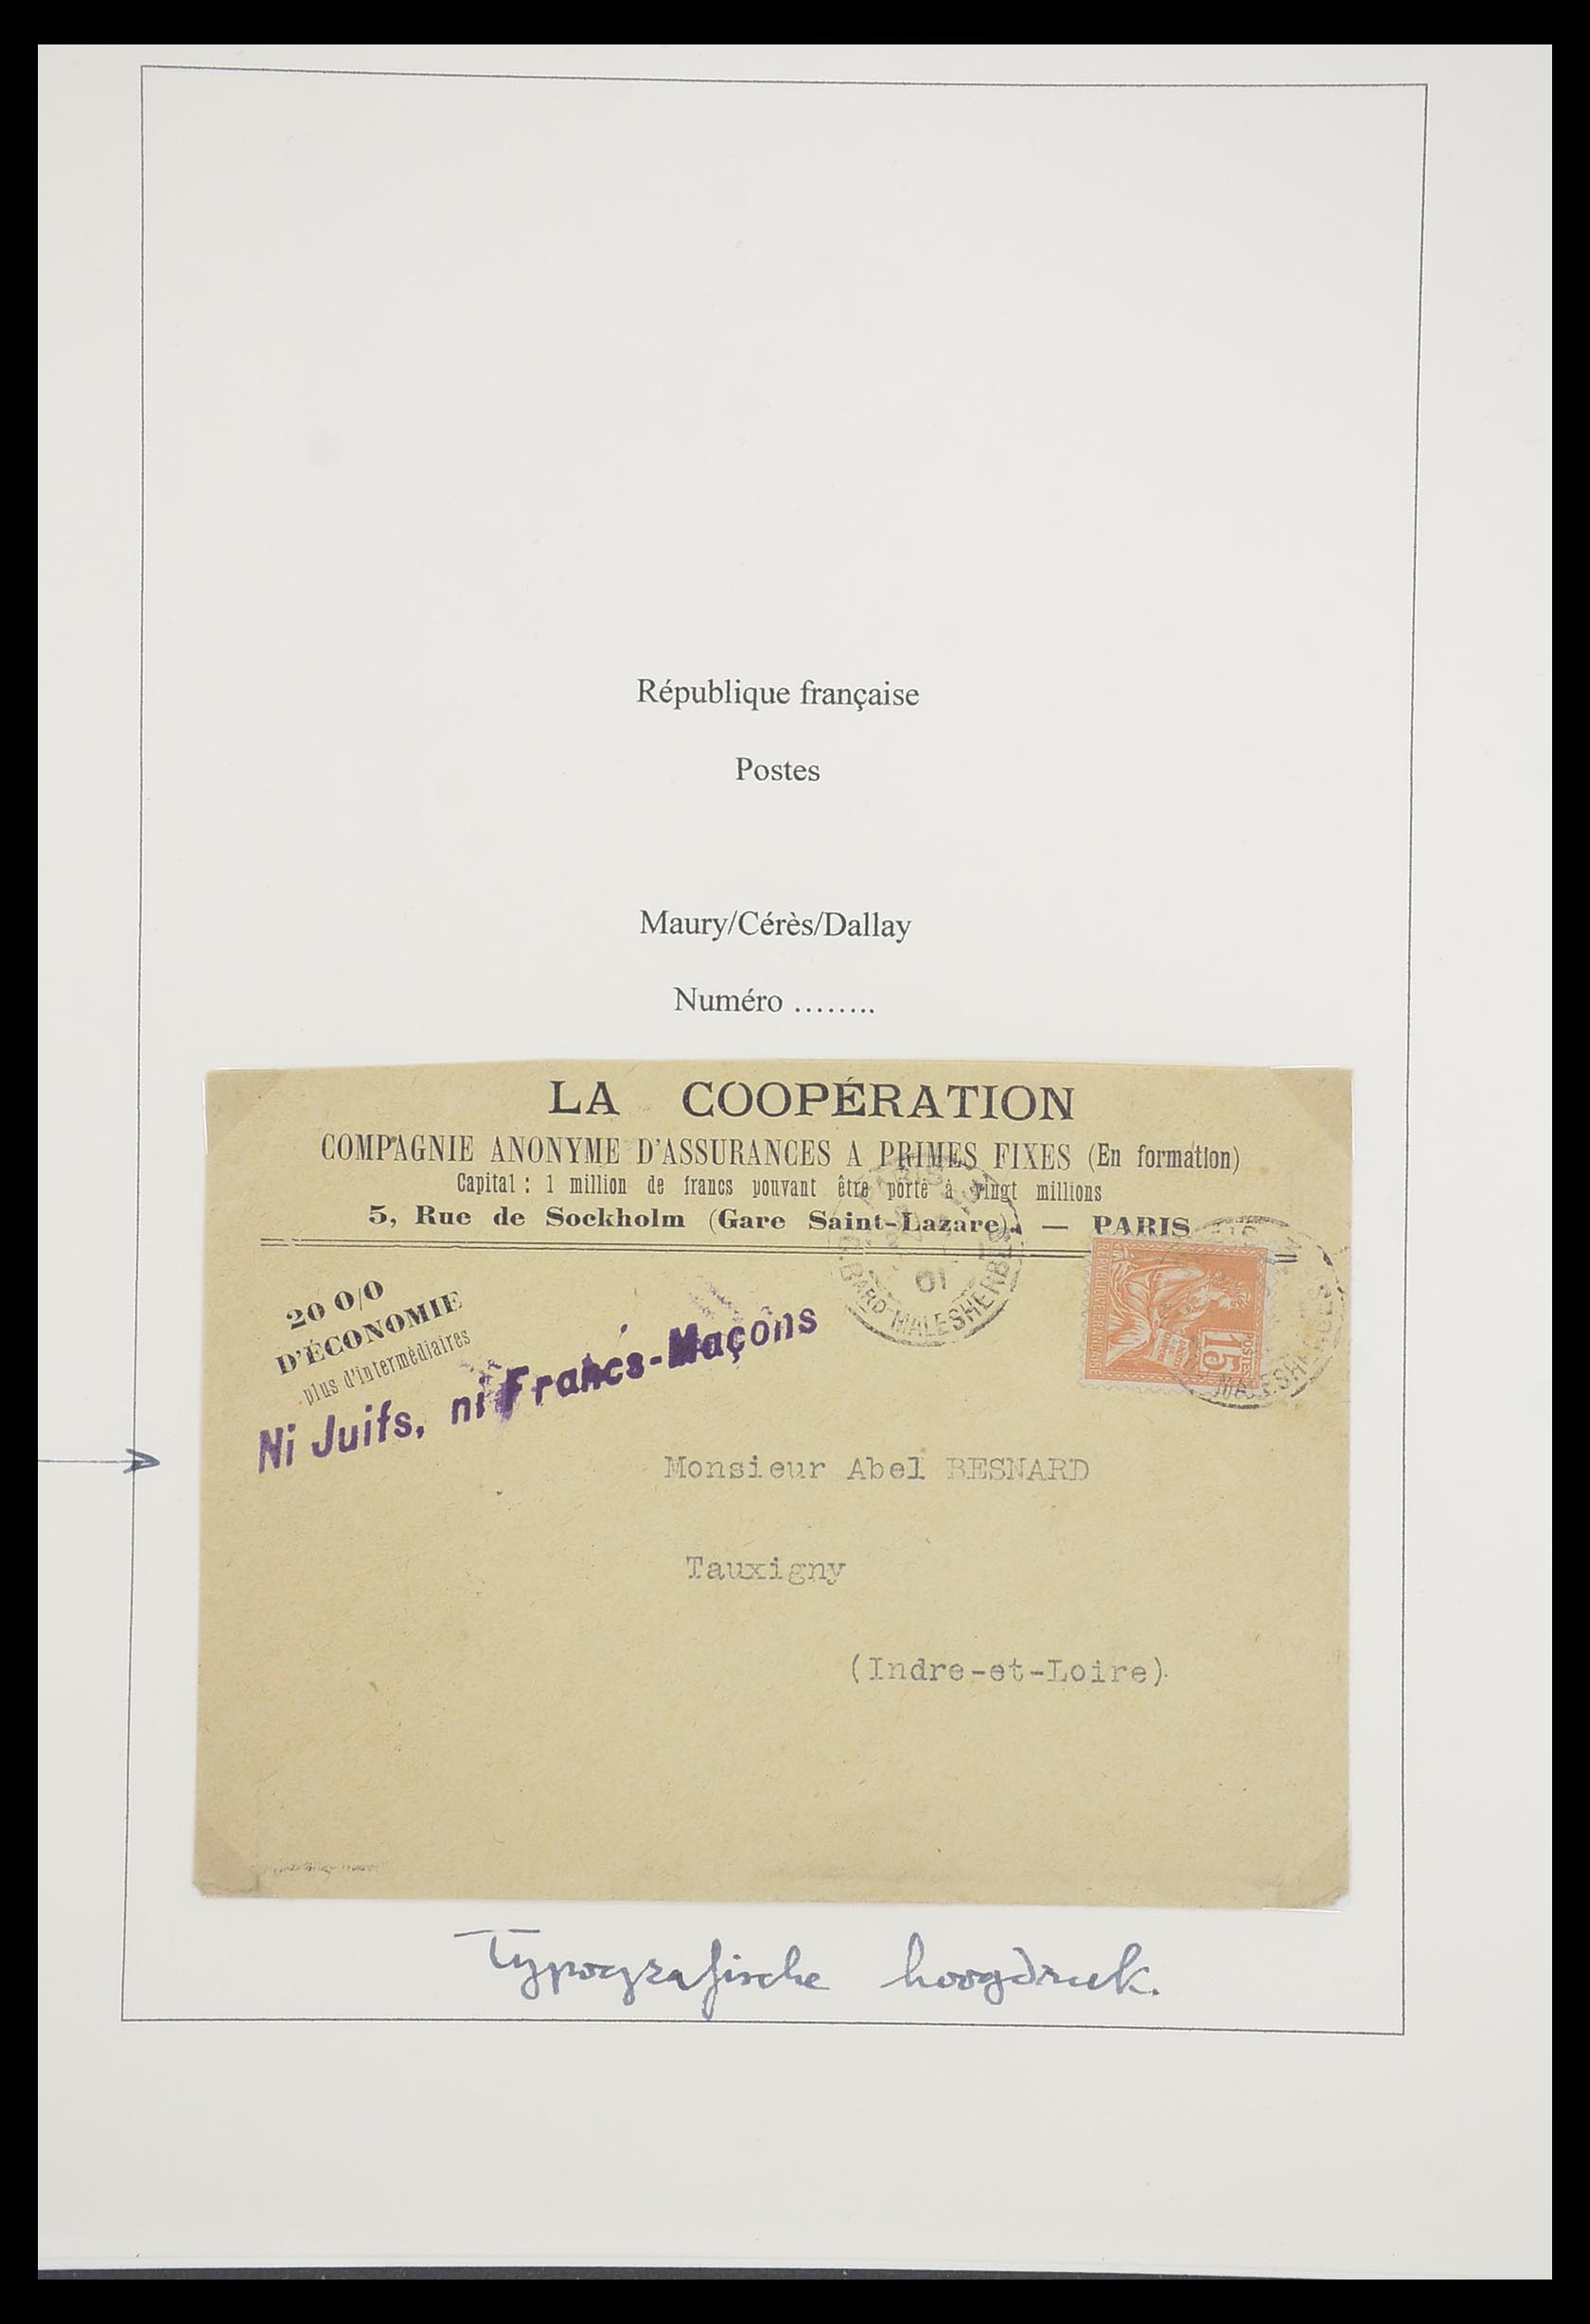 République française
Postes
Maury/Cérès/Dallay
Numéro ........
LA COOPÉRATION
COMPAGNIE ANONYME D'ASSURANCES A PRIMES FIXES (En formation)
Capital : 1 million de francs pouvant être porté à vingt millions
5, Rue de Sockholm (Gare Saint-Lazare). — PARIS
20 0/0
D'ÉCONOMIE
plus d'intermédiaires
Ni Juifs, ni Francs-Maçons
01
BARD MALESHERBES
REPUBLIQUE FRANCAISE
POSTES
15
Monsieur Abel BESNARD
Tauxigny
(Indre-et-Loire)
Typografische hoogdruk.